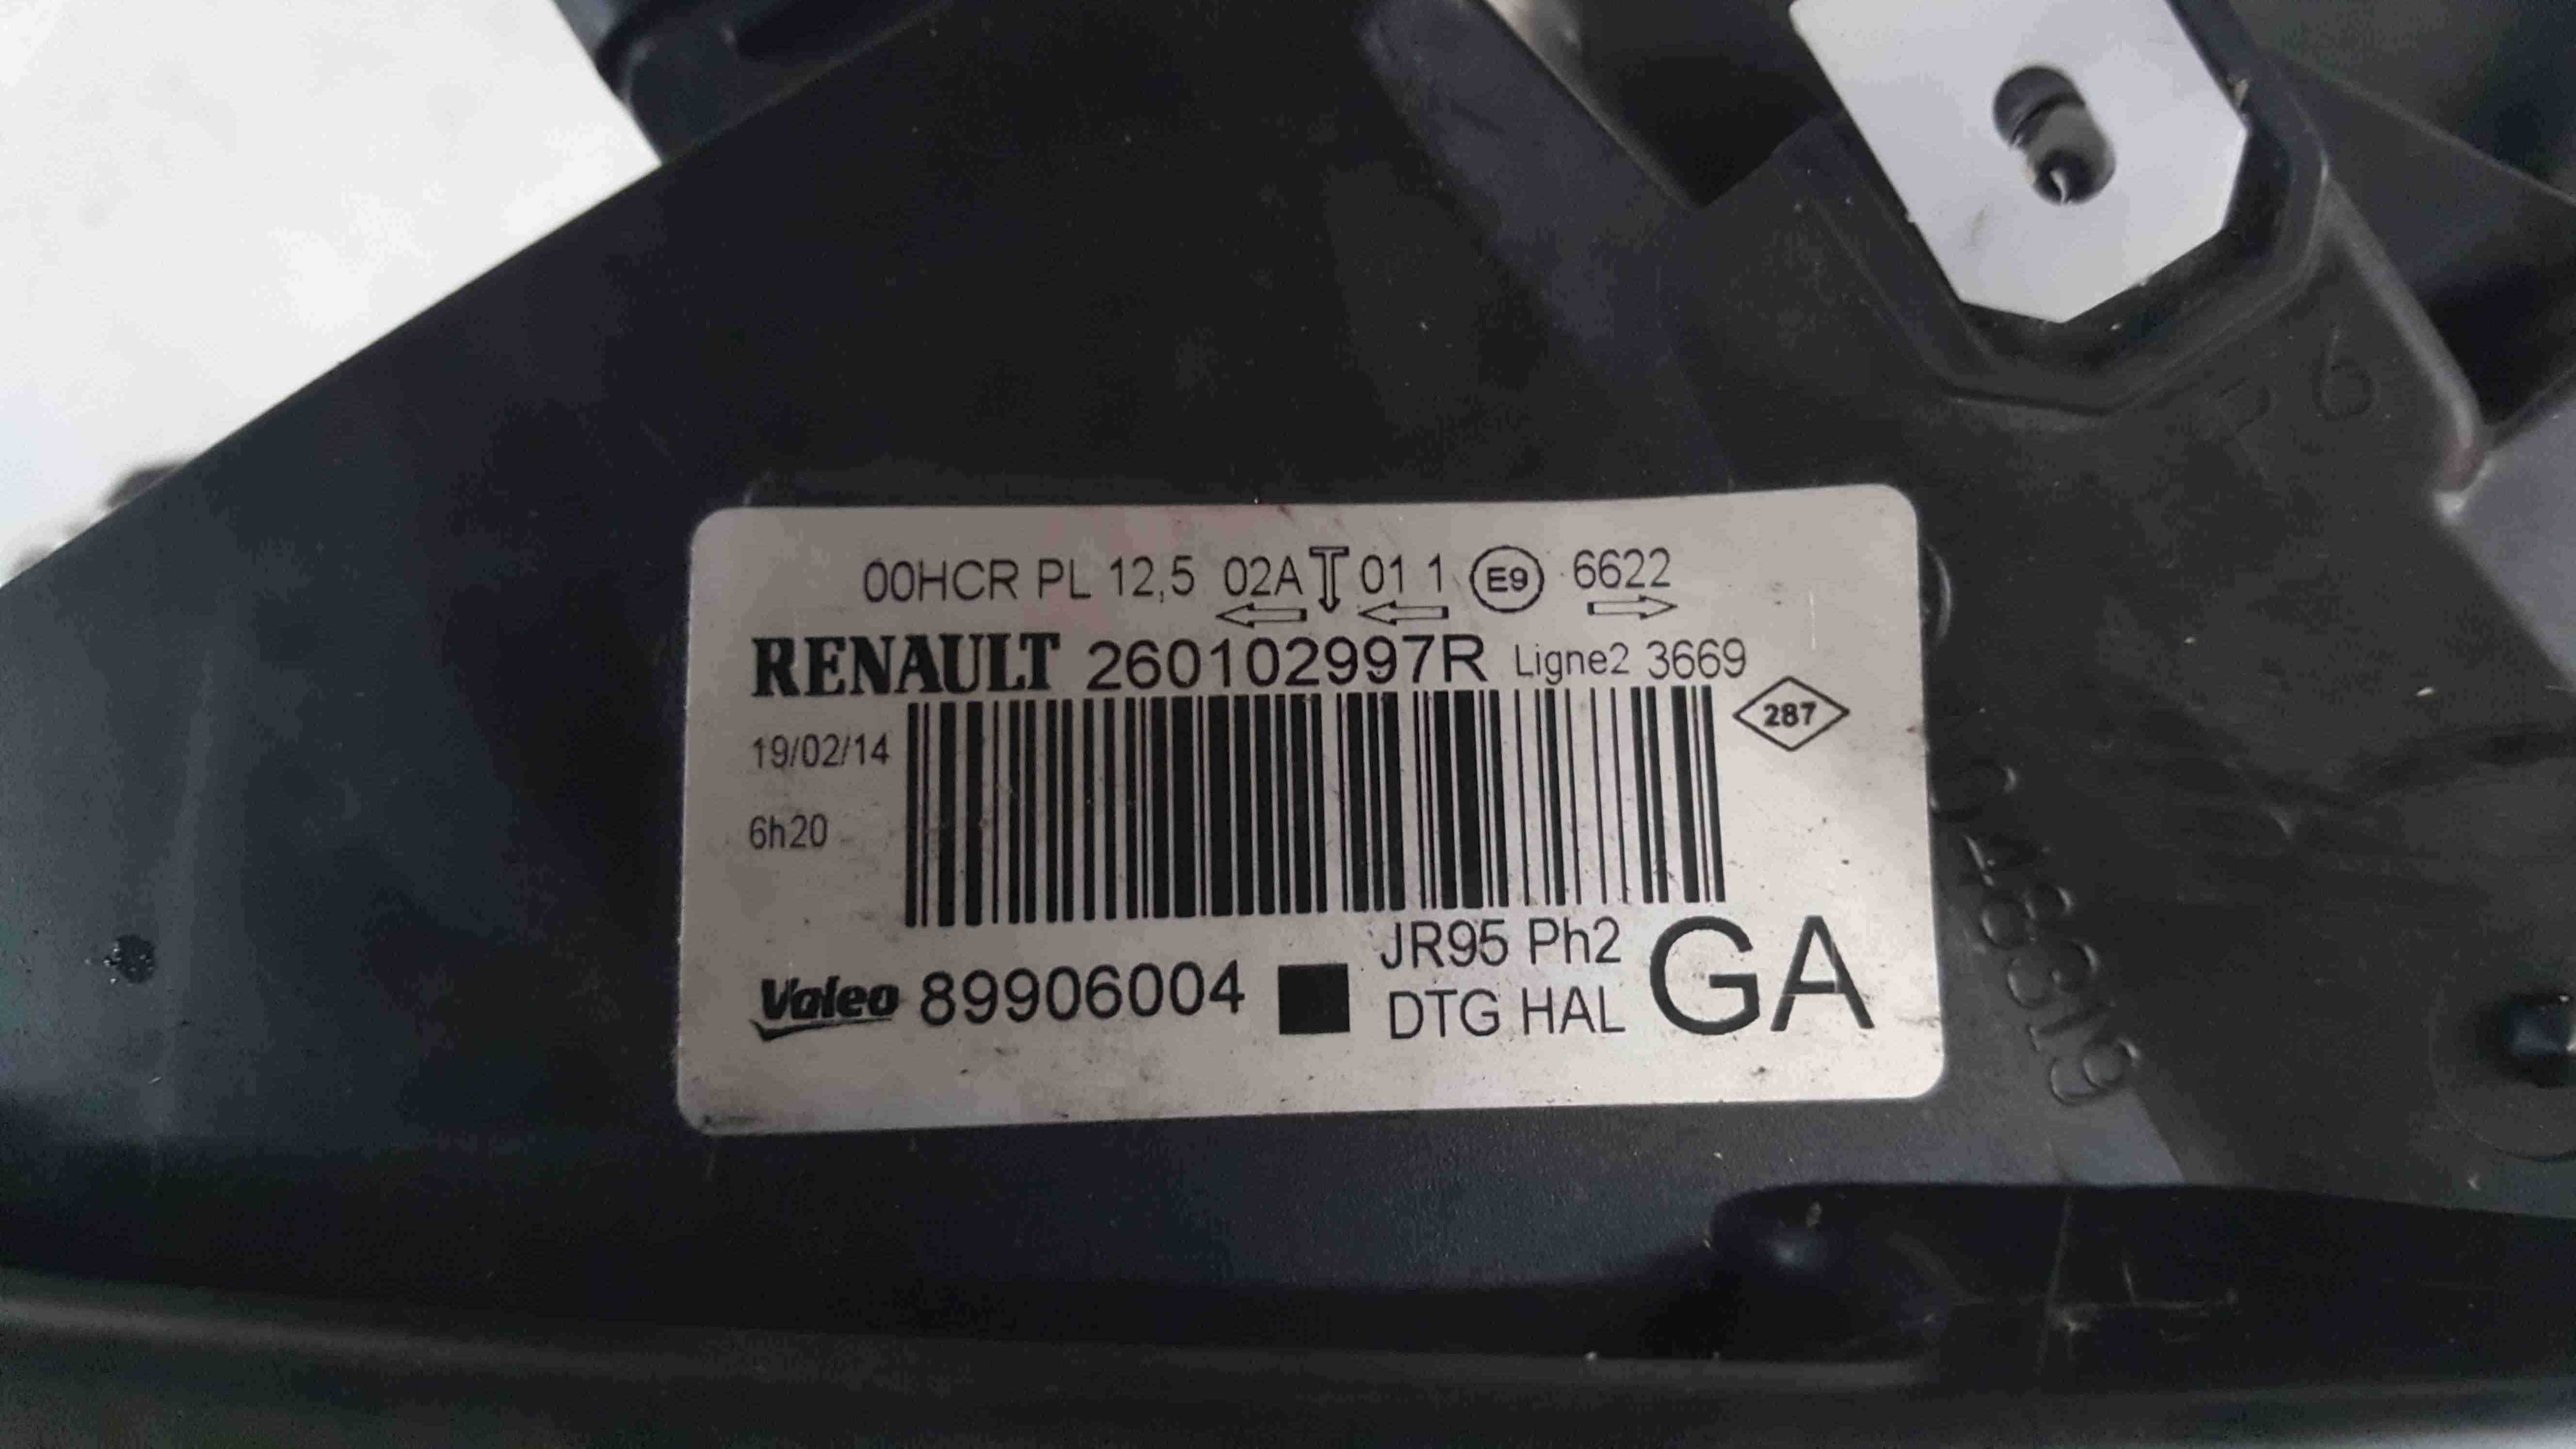 00HCR PL 12,5 02A 01 1 E9 6622
RENAULT 260102997R Ligne2 3669
287
19/02/14
6h20
JR95 Ph2
Valeo 89906004 DTG HAL GA